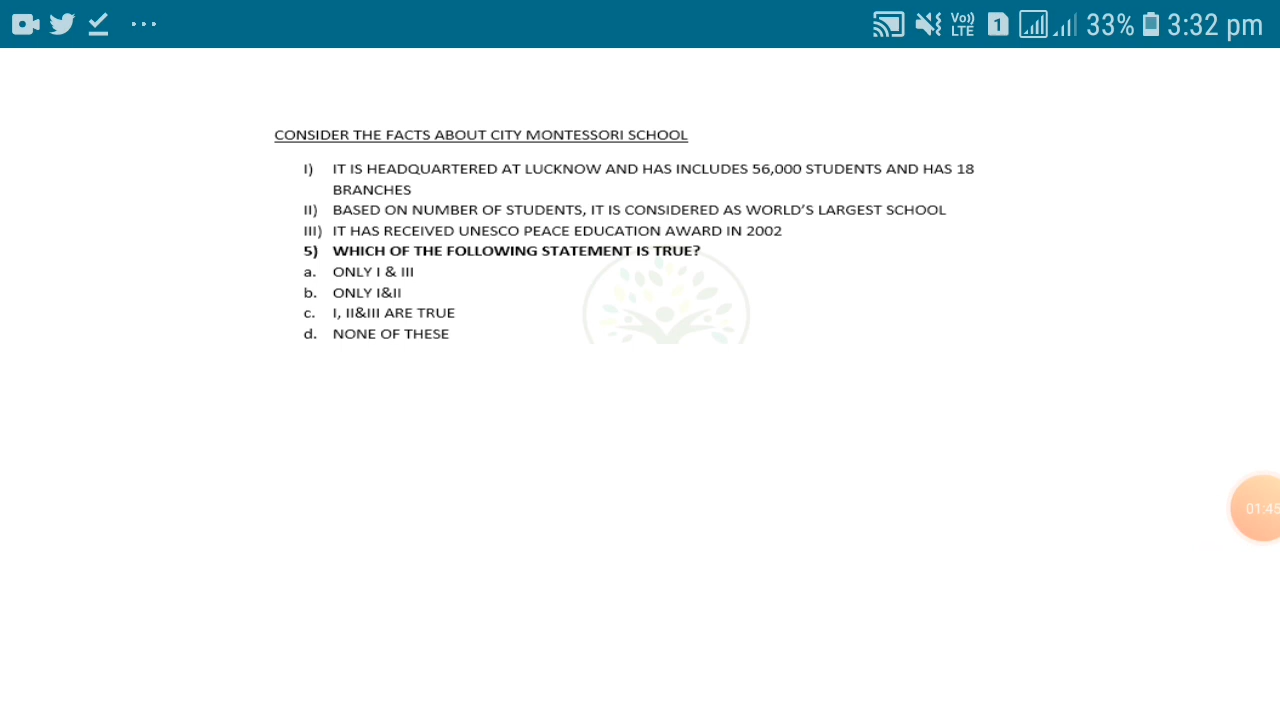 Vo))
LTE
1
33%
3:32 pm
CONSIDER THE FACTS ABOUT CITY MONTESSORI SCHOOL
I) IT IS HEADQUARTERED AT LUCKNOW AND HAS INCLUDES 56,000 STUDENTS AND HAS 18
BRANCHES
II) BASED ON NUMBER OF STUDENTS, IT IS CONSIDERED AS WORLD'S LARGEST SCHOOL
III) IT HAS RECEIVED UNESCO PEACE EDUCATION AWARD IN 2002
5) WHICH OF THE FOLLOWING STATEMENT IS TRUE?
a. ONLY I & III
b. ONLY I&II
c. I, II&III ARE TRUE
d. NONE OF THESE
01:45